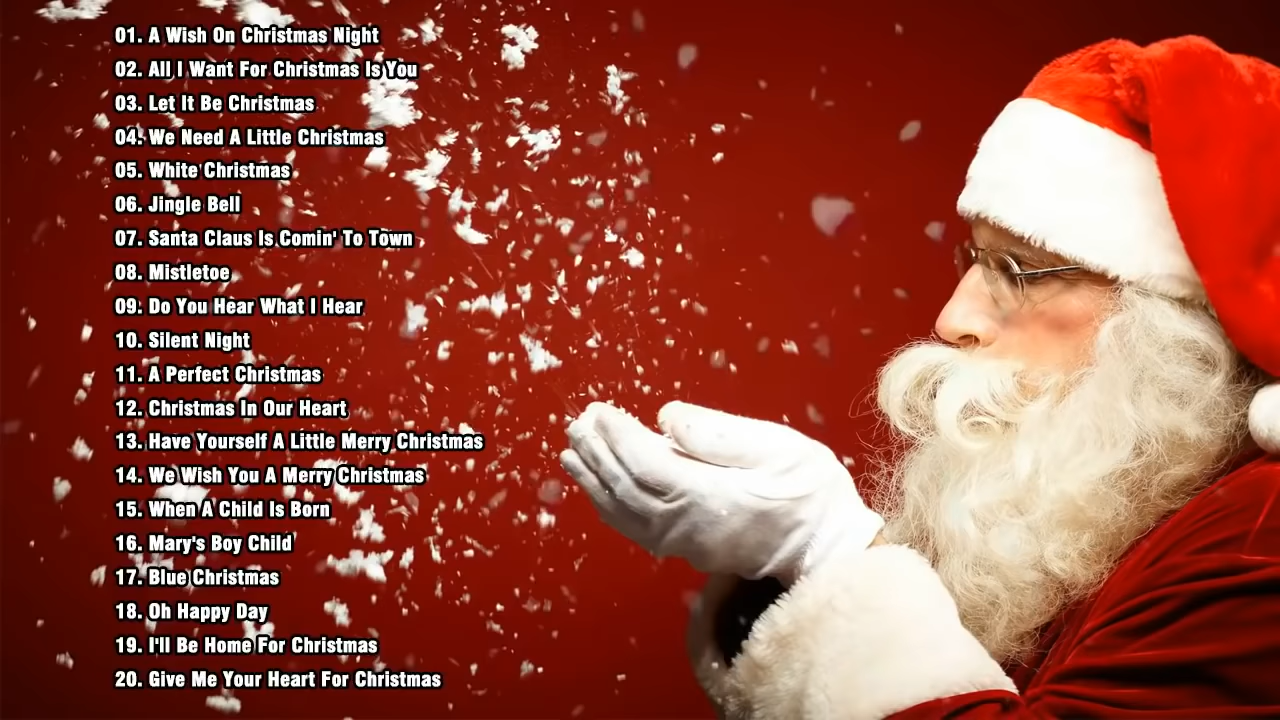 01. A Wish On Christmas Night
02. All I Want For Christmas Is You
03. Let It Be Christmas
04. We Need A Little Christmas
05. White Christmas
06. Jingle Bell
07. Santa Claus Is Comin' To Town
08. Mistletoe
09. Do You Hear What I Hear
10. Silent Night
11. A Perfect Christmas
12. Christmas In Our Heart
13. Have Yourself A Little Merry Christmas
14. We Wish You A Merry Christmas
15. When A Child Is Born
16. Mary's Boy Child
17. Blue Christmas
18. Oh Happy Day
19. I'll Be Home For Christmas
20. Give Me Your Heart For Christmas